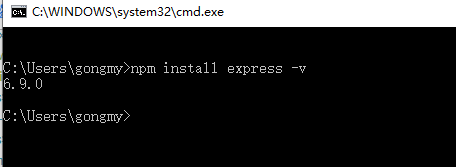 C:\WINDOWS\system32\cmd.exe
C:\Users\gongmy>npm install express -v
6.9.0
C:\Users\gongmy>